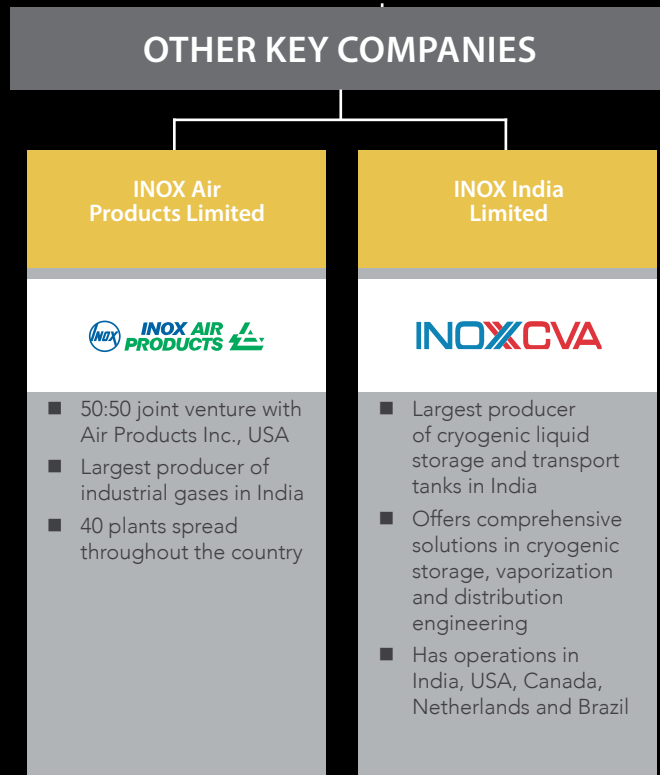 OTHER KEY COMPANIES
INOX Air
Products Limited
INOX
INOX AIR
PRODUCTS
■ 50:50 joint venture with
Air Products Inc., USA
■ Largest producer of
industrial gases in India
■ 40 plants spread
throughout the country
INOX India
Limited
INOXCVA
■ Largest producer
of cryogenic liquid
storage and transport
tanks in India
■ Offers comprehensive
solutions in cryogenic
storage, vaporization
and distribution
engineering
■ Has operations in
India, USA, Canada,
Netherlands and Brazil